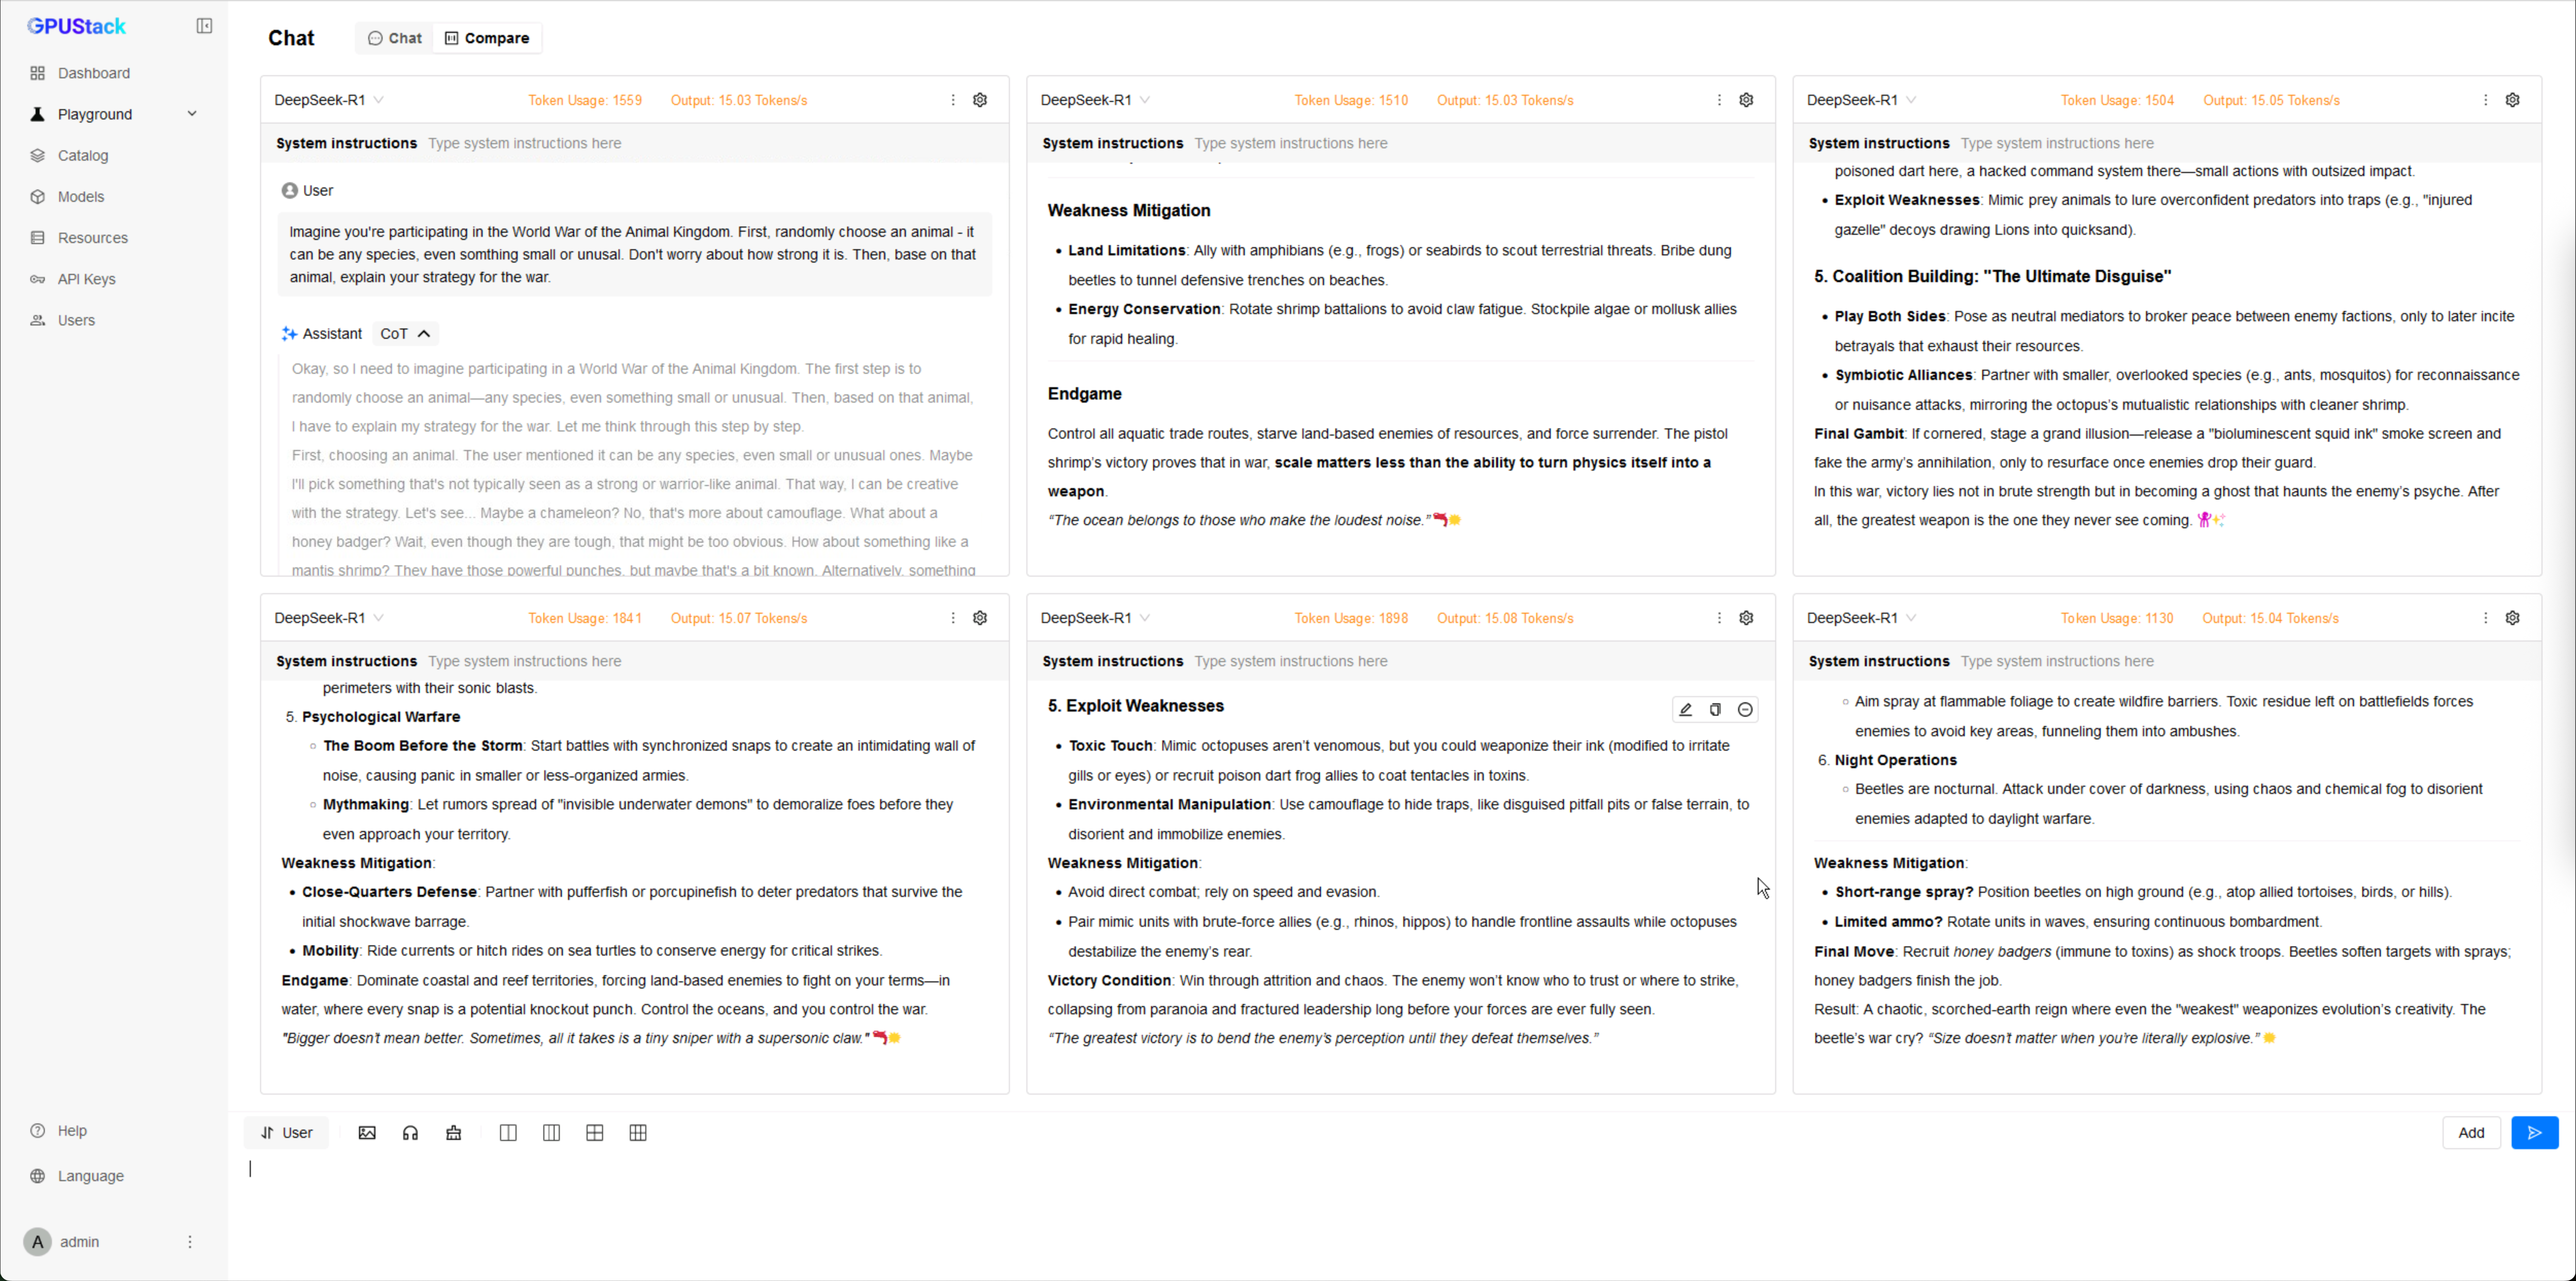 GPUStack
Dashboard
Playground
Catalog
Models
Resources
API Keys
Users
Help
Language
A admin
Chat
Chat
Compare
DeepSeek-R1 Token Usage: 1559 Output: 15.03 Tokens/s
System instructions Type system instructions here
User
Imagine you're participating in the World War of the Animal Kingdom. First, randomly choose an animal - it
can be any species, even somthing small or unusal. Don't worry about how strong it is. Then, base on that
animal, explain your strategy for the war.
Assistant CoT
Okay, so I need to imagine participating in a World War of the Animal Kingdom. The first step is to
randomly choose an animal—any species, even something small or unusual. Then, based on that animal,
I have to explain my strategy for the war. Let me think through this step by step.
First, choosing an animal. The user mentioned it can be any species, even small or unusual ones. Maybe
I'll pick something that's not typically seen as a strong or warrior-like animal. That way, I can be creative
with the strategy. Let's see... Maybe a chameleon? No, that's more about camouflage. What about a
honey badger? Wait, even though they are tough, that might be too obvious. How about something like a
mantis shrimp? They have those powerful punches, but maybe that's a bit known. Alternatively, something
DeepSeek-R1 Token Usage: 1510 Output: 15.03 Tokens/s
System instructions Type system instructions here
Weakness Mitigation
• Land Limitations: Ally with amphibians (e.g., frogs) or seabirds to scout terrestrial threats. Bribe dung
beetles to tunnel defensive trenches on beaches.
• Energy Conservation: Rotate shrimp battalions to avoid claw fatigue. Stockpile algae or mollusk allies
for rapid healing.
Endgame
Control all aquatic trade routes, starve land-based enemies of resources, and force surrender. The pistol
shrimp’s victory proves that in war, scale matters less than the ability to turn physics itself into a
weapon.
“The ocean belongs to those who make the loudest noise.” 🦐💥
DeepSeek-R1 Token Usage: 1504 Output: 15.05 Tokens/s
System instructions Type system instructions here
poisoned dart here, a hacked command system there—small actions with outsized impact.
• Exploit Weaknesses: Mimic prey animals to lure overconfident predators into traps (e.g., "injured
gazelle" decoys drawing Lions into quicksand).
5. Coalition Building: "The Ultimate Disguise"
• Play Both Sides: Pose as neutral mediators to broker peace between enemy factions, only to later incite
betrayals that exhaust their resources.
• Symbiotic Alliances: Partner with smaller, overlooked species (e.g., ants, mosquitos) for reconnaissance
or nuisance attacks, mirroring the octopus’s mutualistic relationships with cleaner shrimp.
Final Gambit: If cornered, stage a grand illusion—release a "bioluminescent squid ink" smoke screen and
fake the army’s annihilation, only to resurface once enemies drop their guard.
In this war, victory lies not in brute strength but in becoming a ghost that haunts the enemy’s psyche. After
all, the greatest weapon is the one they never see coming. 🐙✨
DeepSeek-R1 Token Usage: 1841 Output: 15.07 Tokens/s
System instructions Type system instructions here
perimeters with their sonic blasts.
5. Psychological Warfare
◦ The Boom Before the Storm: Start battles with synchronized snaps to create an intimidating wall of
noise, causing panic in smaller or less-organized armies.
◦ Mythmaking: Let rumors spread of "invisible underwater demons" to demoralize foes before they
even approach your territory.
Weakness Mitigation:
• Close-Quarters Defense: Partner with pufferfish or porcupinefish to deter predators that survive the
initial shockwave barrage.
• Mobility: Ride currents or hitch rides on sea turtles to conserve energy for critical strikes.
Endgame: Dominate coastal and reef territories, forcing land-based enemies to fight on your terms—in
water, where every snap is a potential knockout punch. Control the oceans, and you control the war.
"Bigger doesn’t mean better. Sometimes, all it takes is a tiny sniper with a supersonic claw." 🦐💥
DeepSeek-R1 Token Usage: 1898 Output: 15.08 Tokens/s
System instructions Type system instructions here
5. Exploit Weaknesses
• Toxic Touch: Mimic octopuses aren’t venomous, but you could weaponize their ink (modified to irritate
gills or eyes) or recruit poison dart frog allies to coat tentacles in toxins.
• Environmental Manipulation: Use camouflage to hide traps, like disguised pitfall pits or false terrain, to
disorient and immobilize enemies.
Weakness Mitigation:
• Avoid direct combat; rely on speed and evasion.
• Pair mimic units with brute-force allies (e.g., rhinos, hippos) to handle frontline assaults while octopuses
destabilize the enemy’s rear.
Victory Condition: Win through attrition and chaos. The enemy won’t know who to trust or where to strike,
collapsing from paranoia and fractured leadership long before your forces are ever fully seen.
“The greatest victory is to bend the enemy’s perception until they defeat themselves.”
DeepSeek-R1 Token Usage: 1130 Output: 15.04 Tokens/s
System instructions Type system instructions here
◦ Aim spray at flammable foliage to create wildfire barriers. Toxic residue left on battlefields forces
enemies to avoid key areas, funneling them into ambushes.
6. Night Operations
◦ Beetles are nocturnal. Attack under cover of darkness, using chaos and chemical fog to disorient
enemies adapted to daylight warfare.
Weakness Mitigation:
• Short-range spray? Position beetles on high ground (e.g., atop allied tortoises, birds, or hills).
• Limited ammo? Rotate units in waves, ensuring continuous bombardment.
Final Move: Recruit honey badgers (immune to toxins) as shock troops. Beetles soften targets with sprays;
honey badgers finish the job.
Result: A chaotic, scorched-earth reign where even the "weakest" weaponizes evolution’s creativity. The
beetle’s war cry? “Size doesn’t matter when you’re literally explosive.” 💥
User
Add